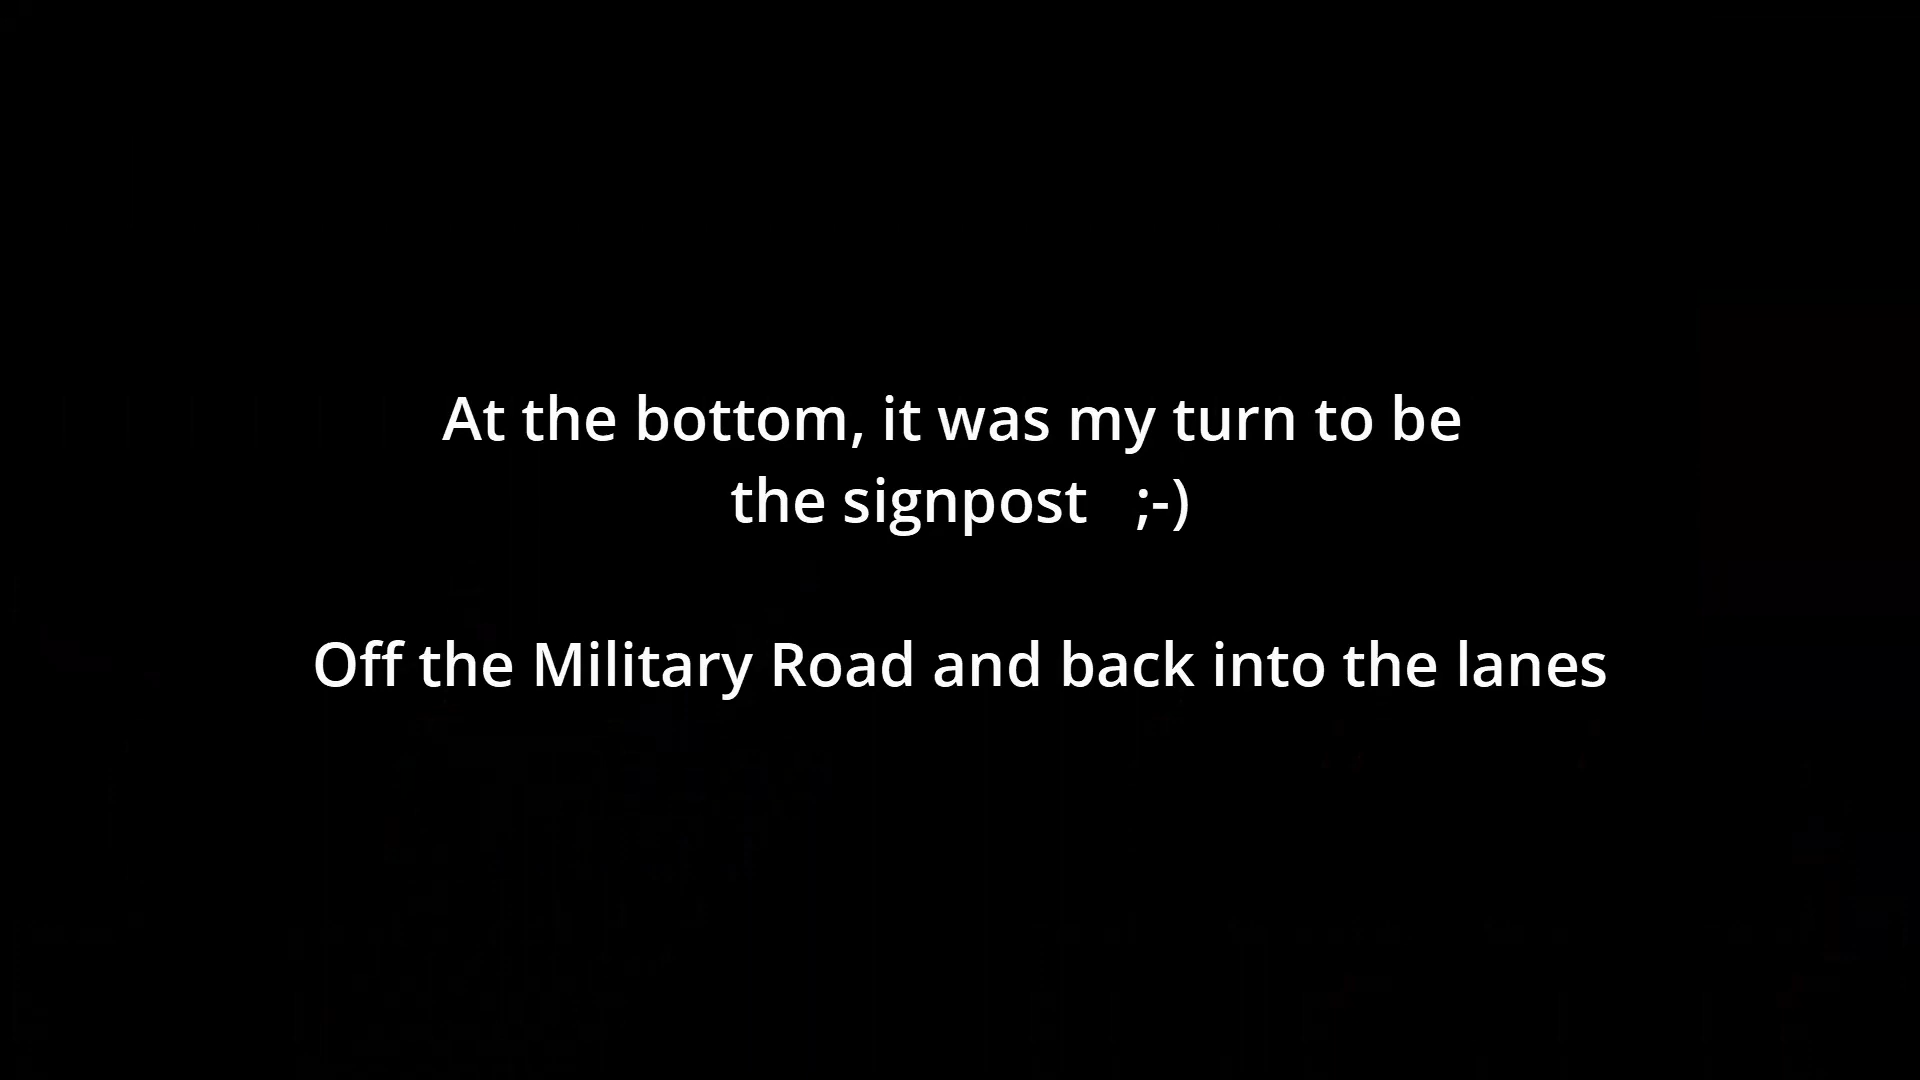 At the bottom, it was my turn to be
the signpost   ;-)
Off the Military Road and back into the lanes